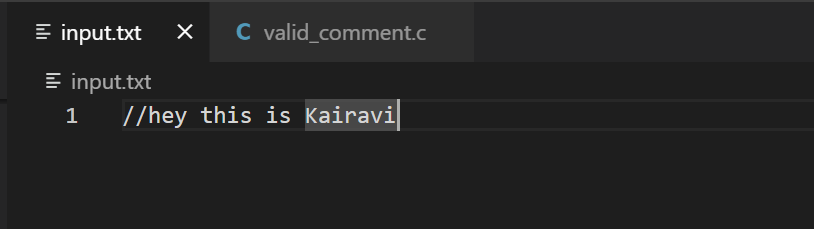 input.txt × C valid_comment.c
input.txt
1 //hey this is Kairavi